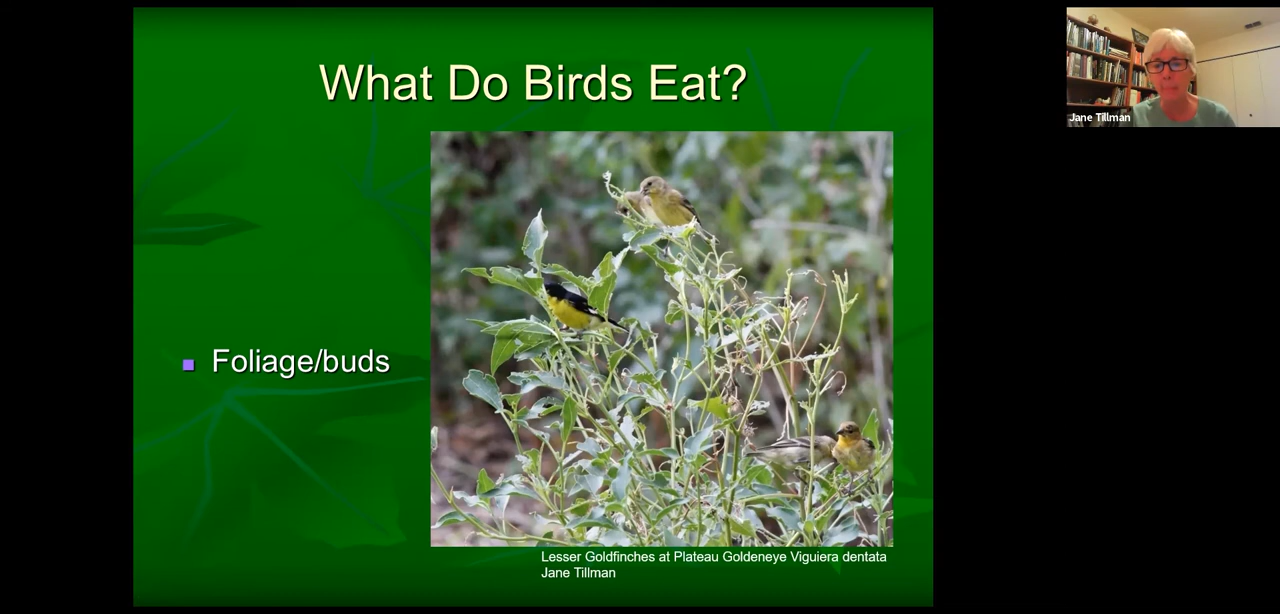 What Do Birds Eat?
Jane Tillman
Foliage/buds
Lesser Goldfinches at Plateau Goldeneye Viguiera dentata
Jane Tillman